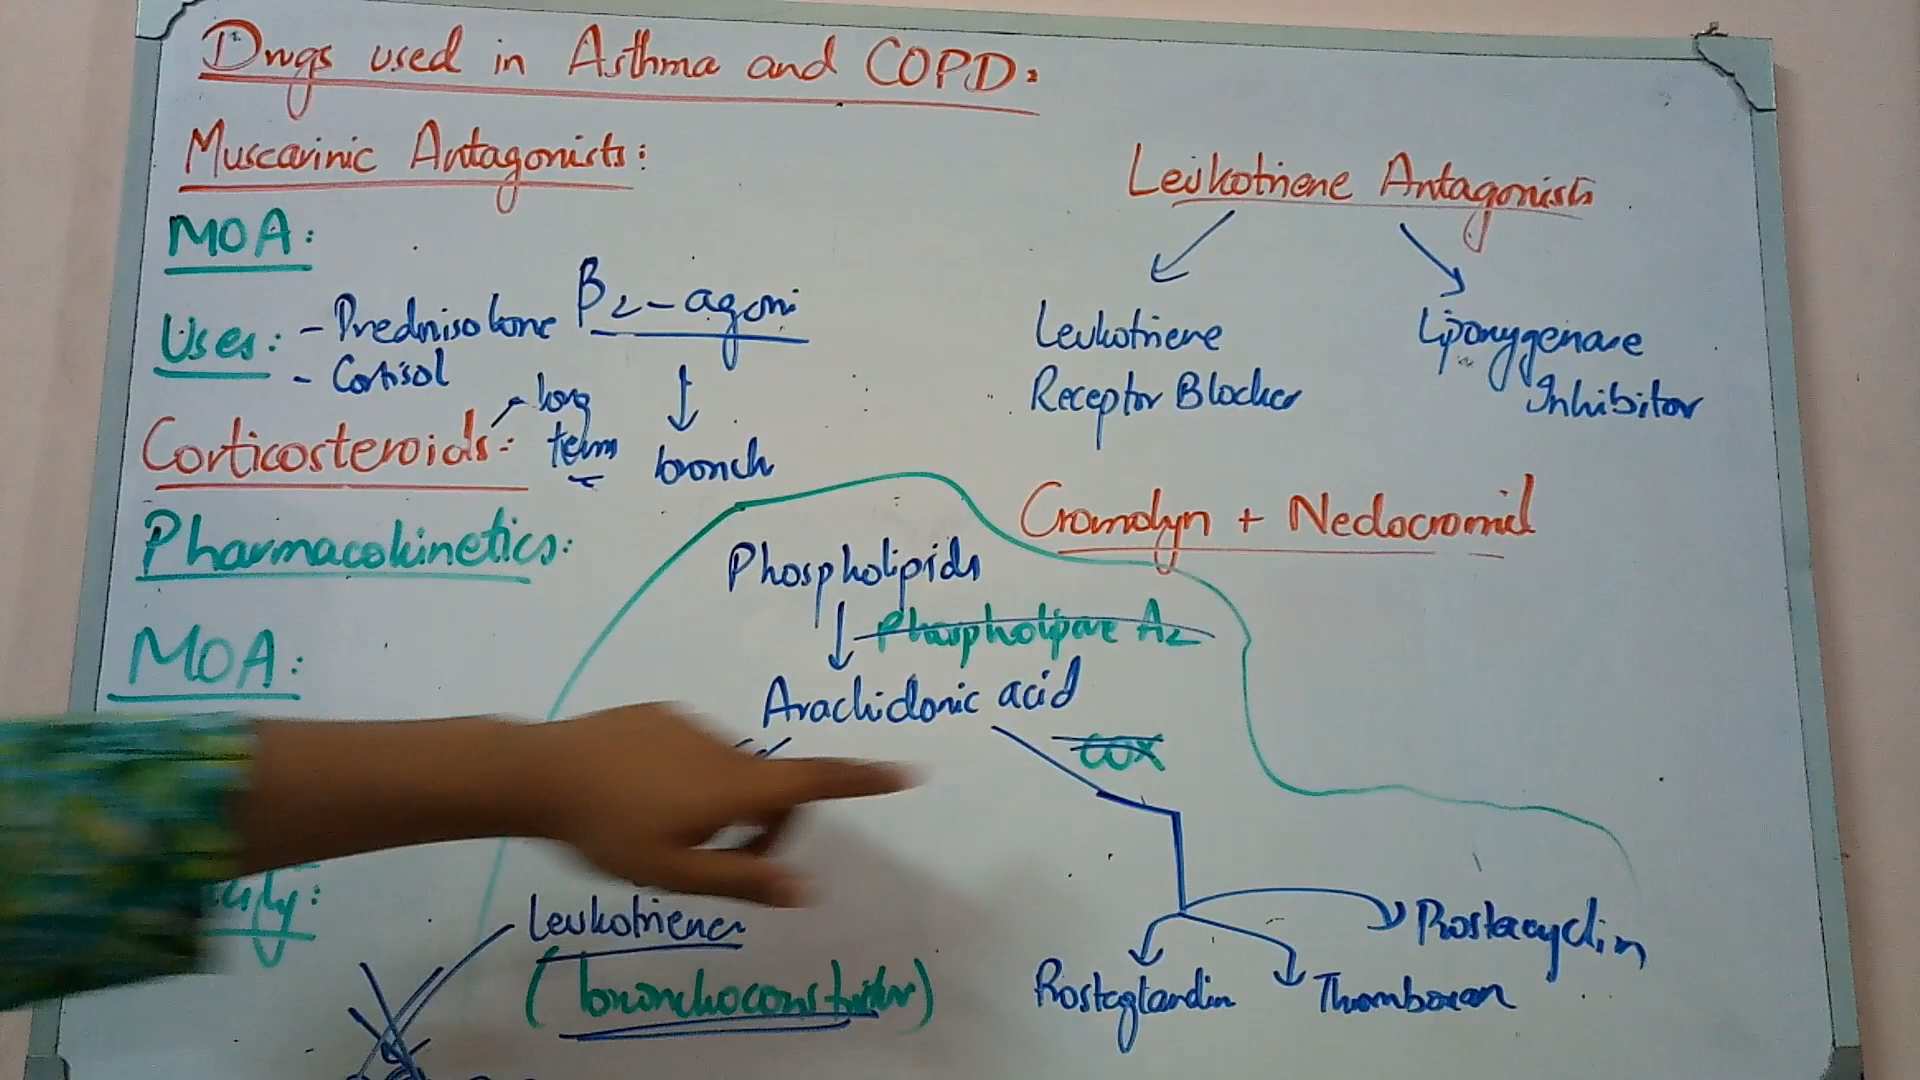 Drugs used in Asthma and COPD:
Muscarinic Antagonists:
MOA:
Uses: - Prednisolone
- Cortisol
B2-agoni
bronch
Corticosteroids:
long
term
Pharmacokinetics:
MOA:
Leukotriene Antagonists
Leukotriene
Receptor Blocker
Lipoxygenase
Inhibitor
Cromolyn + Nedocromil
Phospholipids
Phospholipase A2
Arachidonic acid
COX
Leukotrienes
(bronchoconstrictor)
Prostacyclin
Prostaglandin
Thromboxan